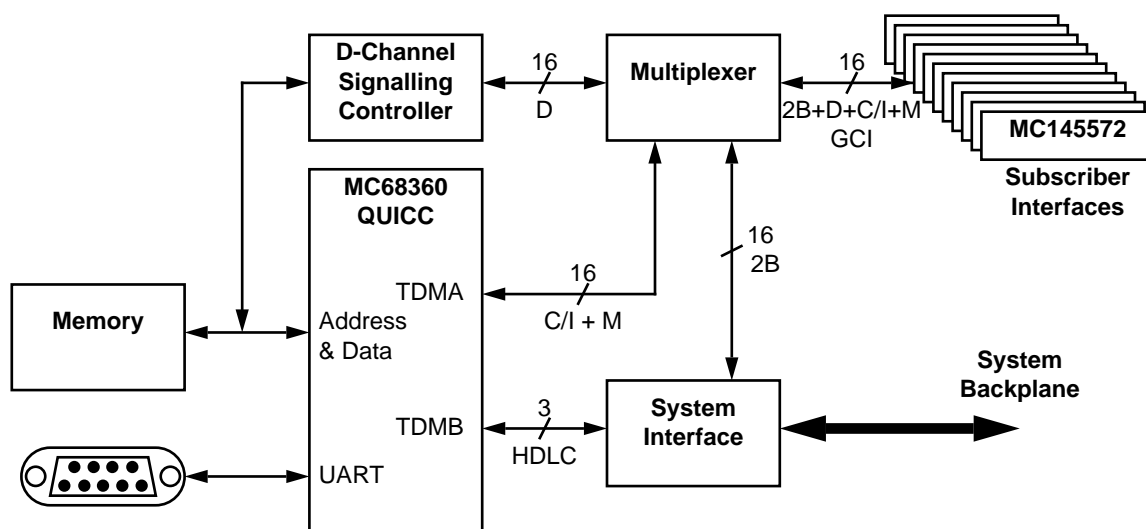 D-Channel
Signalling
Controller
16
D
Multiplexer
16
2B+D+C/I+M
GCI
MC145572
Subscriber
Interfaces
MC68360
QUICC
TDMA
16
C/I + M
16
2B
Memory
Address
& Data
TDMB
3
HDLC
System
Interface
System
Backplane
UART